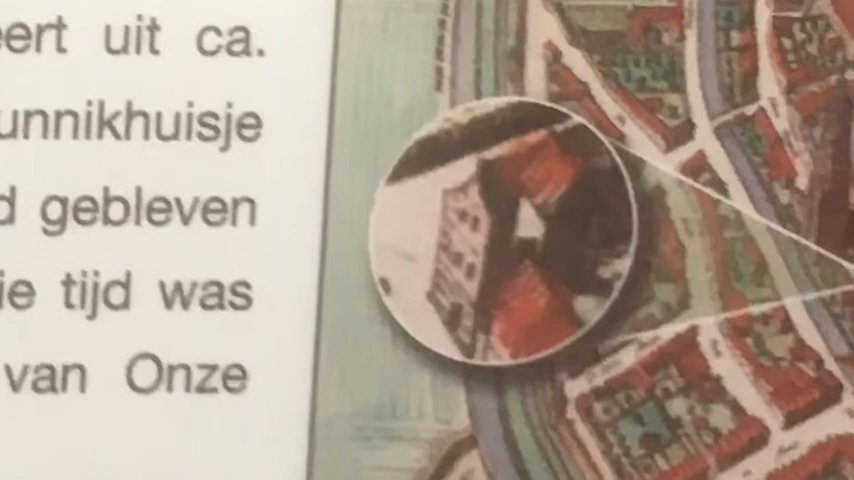 eert uit ca.
unnikhuisje
d gebleven
ie tijd was
van Onze